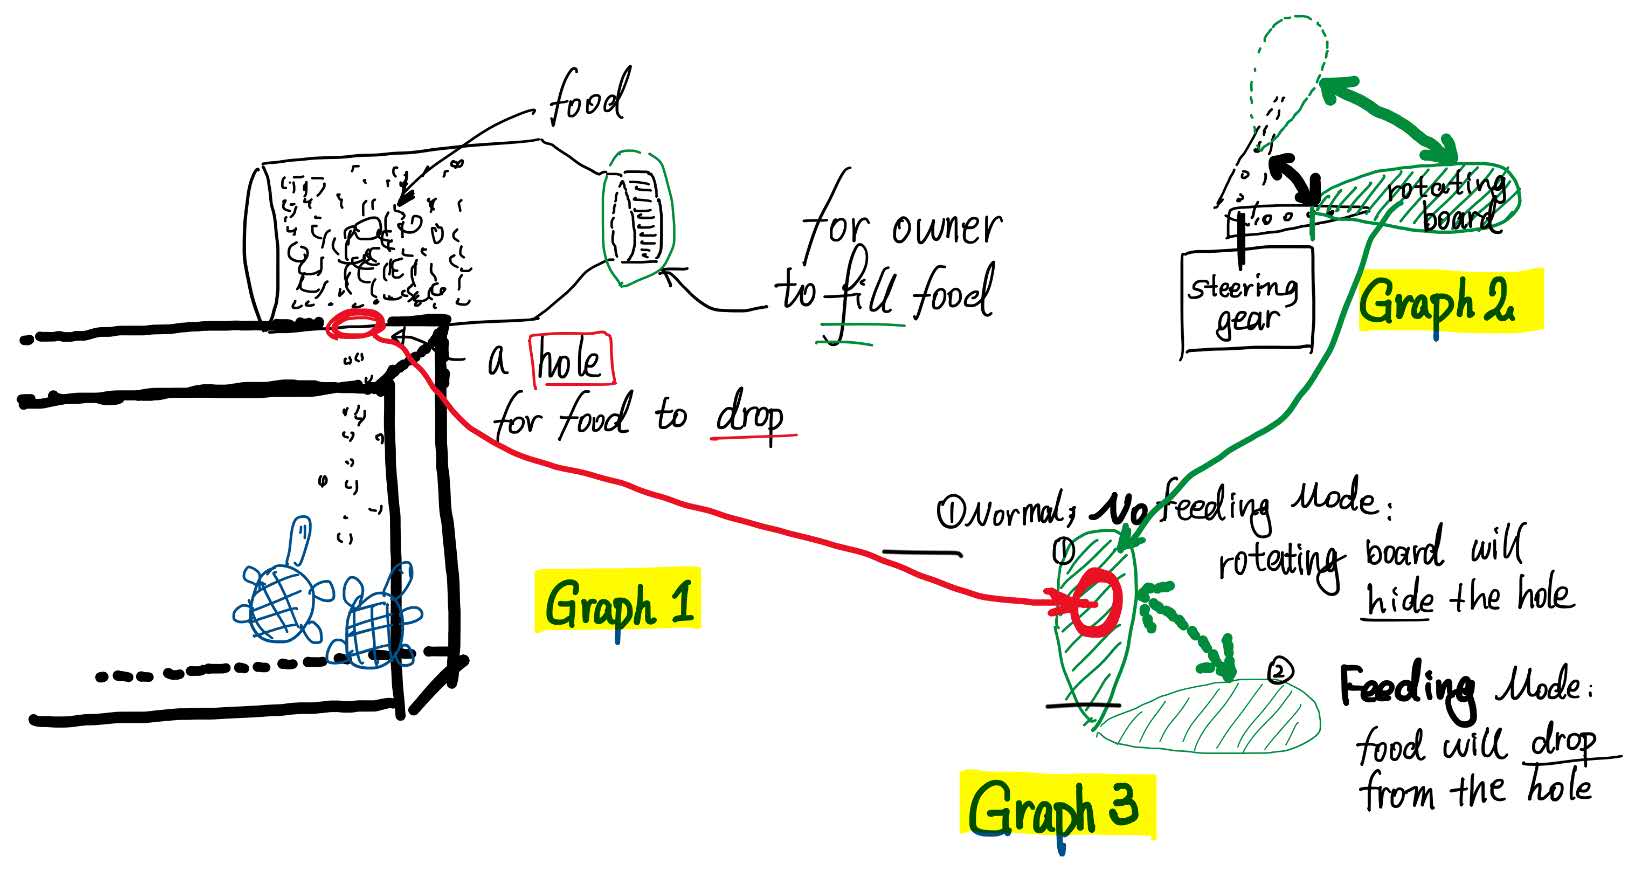 food
for owner
to fill food
a hole
for food to drop
Graph 1
rotating
board
steering
gear
Graph 2
① Normal; No feeding Mode:
rotating board will
hide the hole
①
②
Feeding Mode:
food will drop
from the hole
Graph 3